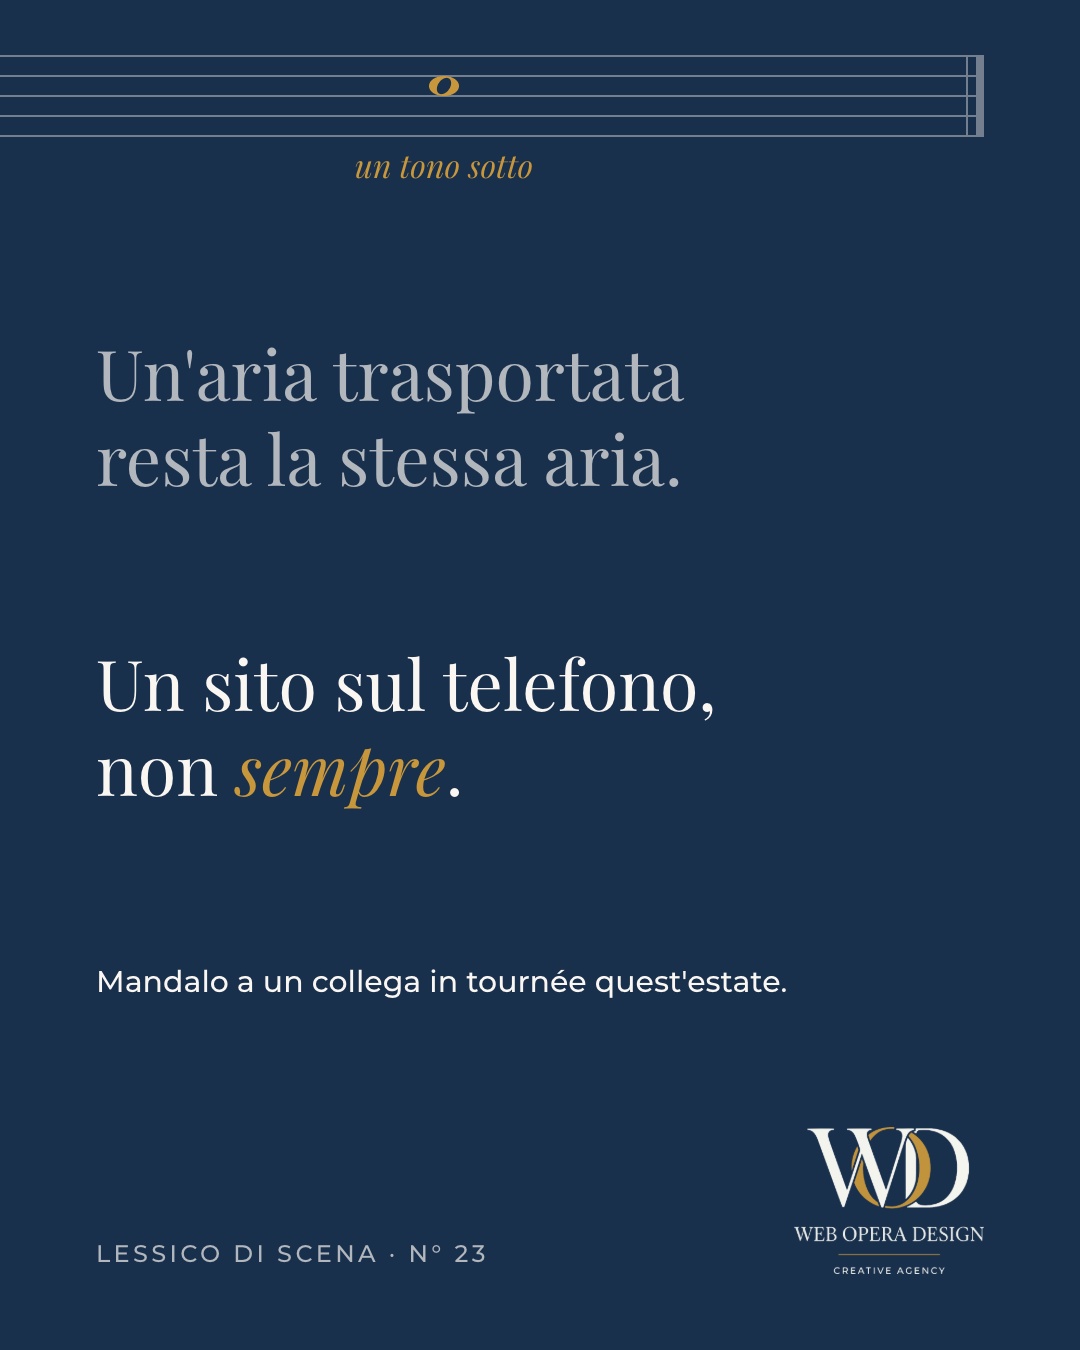 un tono sotto
Un'aria trasportata
resta la stessa aria.
Un sito sul telefono,
non sempre.
Mandalo a un collega in tournée quest'estate.
LESSICO DI SCENA · N° 23
WOD
WEB OPERA DESIGN
CREATIVE AGENCY